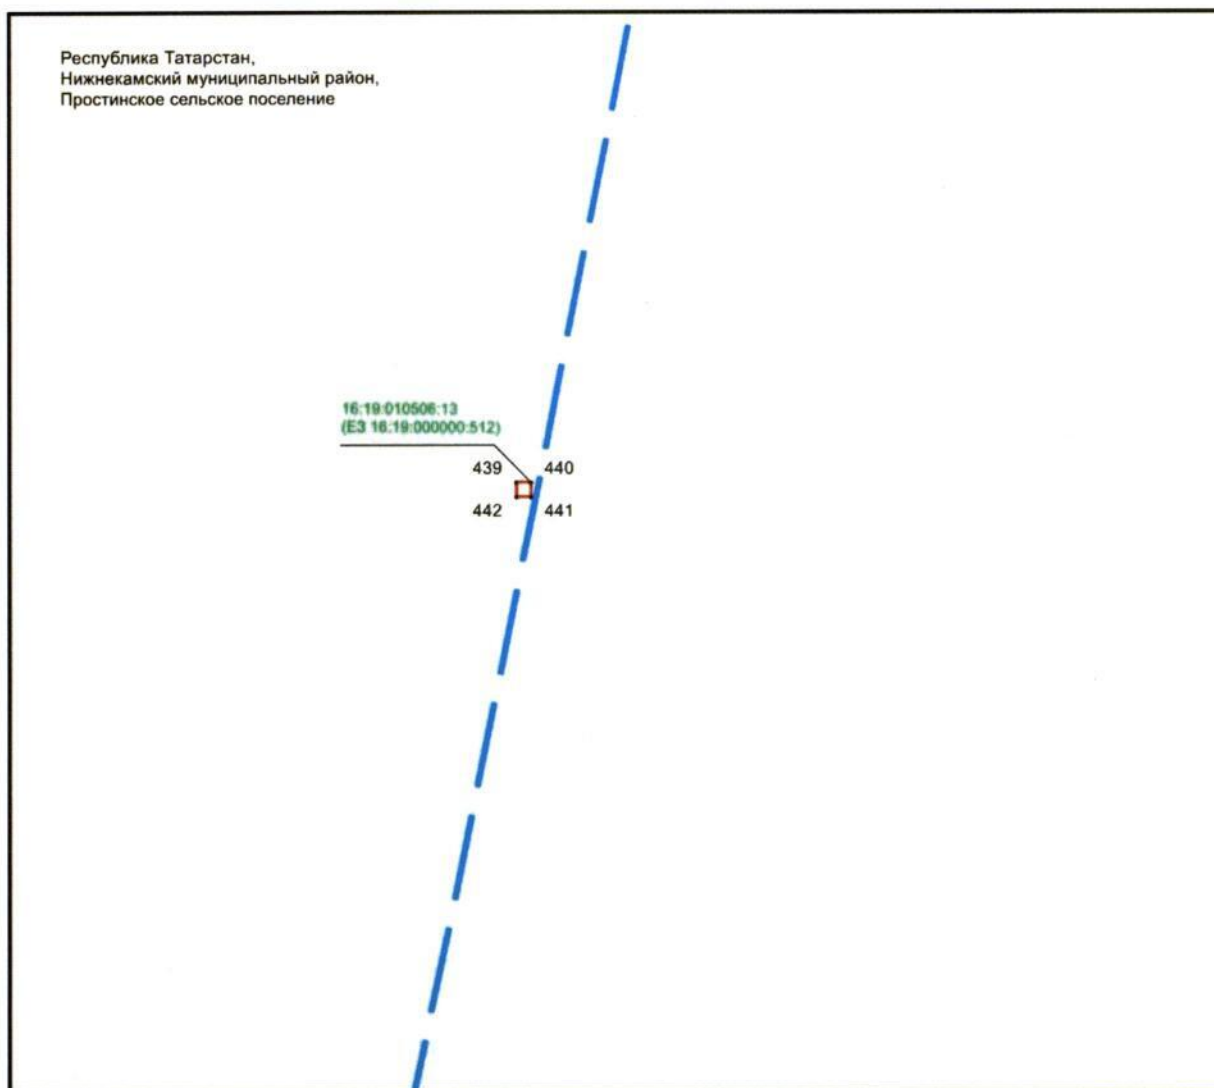 Республика Татарстан,
Нижнекамский муниципальный район,
Простинское сельское поселение
16:19:010506:13
(ЕЗ 16:19:000000:512)
439 440
442 441